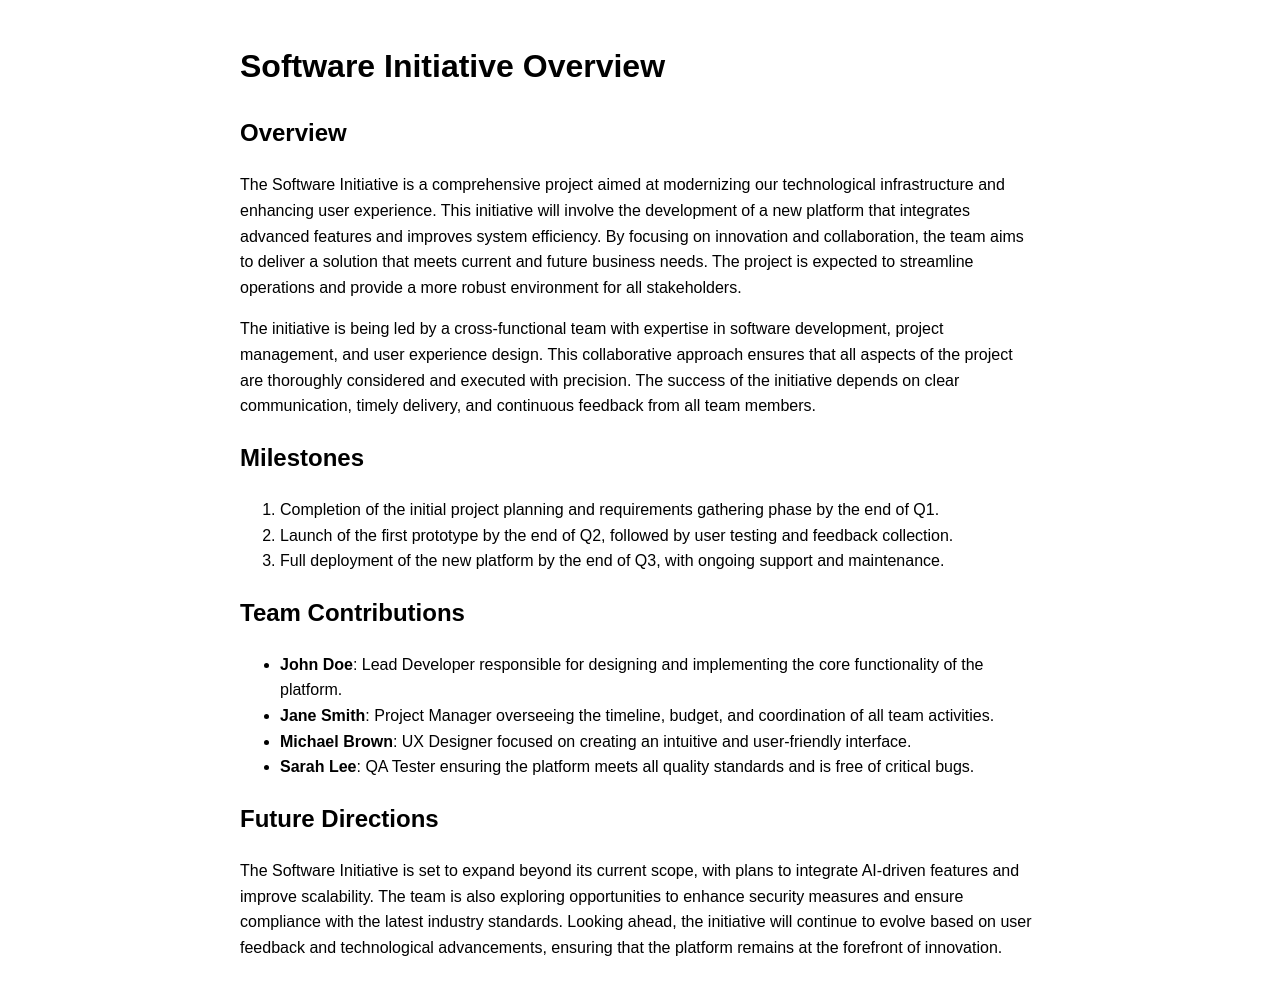 Software Initiative Overview
Overview
The Software Initiative is a comprehensive project aimed at modernizing our technological infrastructure and
enhancing user experience. This initiative will involve the development of a new platform that integrates
advanced features and improves system efficiency. By focusing on innovation and collaboration, the team aims
to deliver a solution that meets current and future business needs. The project is expected to streamline
operations and provide a more robust environment for all stakeholders.
The initiative is being led by a cross-functional team with expertise in software development, project
management, and user experience design. This collaborative approach ensures that all aspects of the project
are thoroughly considered and executed with precision. The success of the initiative depends on clear
communication, timely delivery, and continuous feedback from all team members.
Milestones
1. Completion of the initial project planning and requirements gathering phase by the end of Q1.
2. Launch of the first prototype by the end of Q2, followed by user testing and feedback collection.
3. Full deployment of the new platform by the end of Q3, with ongoing support and maintenance.
Team Contributions
• John Doe: Lead Developer responsible for designing and implementing the core functionality of the
platform.
• Jane Smith: Project Manager overseeing the timeline, budget, and coordination of all team activities.
• Michael Brown: UX Designer focused on creating an intuitive and user-friendly interface.
• Sarah Lee: QA Tester ensuring the platform meets all quality standards and is free of critical bugs.
Future Directions
The Software Initiative is set to expand beyond its current scope, with plans to integrate AI-driven features and
improve scalability. The team is also exploring opportunities to enhance security measures and ensure
compliance with the latest industry standards. Looking ahead, the initiative will continue to evolve based on user
feedback and technological advancements, ensuring that the platform remains at the forefront of innovation.